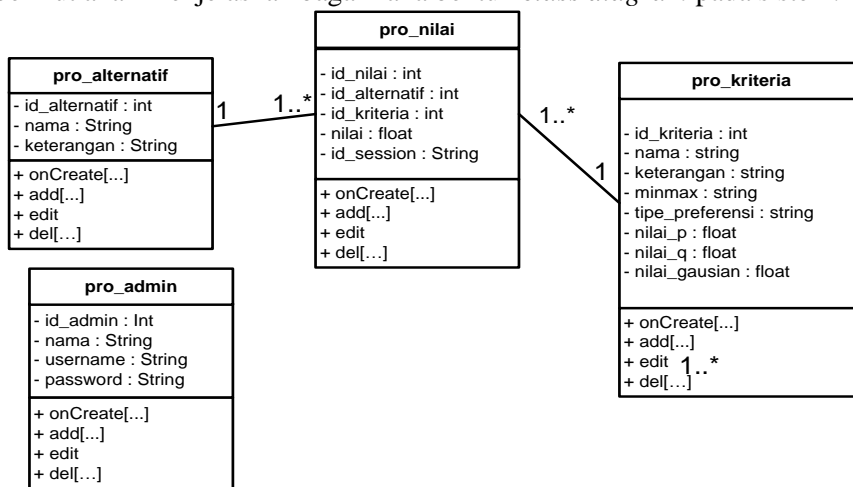 pro_alternatif
- id_alternatif : int
- nama : String
- keterangan : String
+ onCreate[...]
+ add[...]
+ edit
+ del[…]
1
1..*
pro_nilai
- id_nilai : int
- id_alternatif : int
- id_kriteria : int
- nilai : float
- id_session : String
+ onCreate[...]
+ add[...]
+ edit
+ del[…]
1..*
1
pro_kriteria
- id_kriteria : int
- nama : string
- keterangan : string
- minmax : string
- tipe_preferensi : string
- nilai_p : float
- nilai_q : float
- nilai_gausian : float
+ onCreate[...]
+ add[...]
+ edit 1..*
+ del[…]
pro_admin
- id_admin : Int
- nama : String
- username : String
- password : String
+ onCreate[...]
+ add[...]
+ edit
+ del[…]